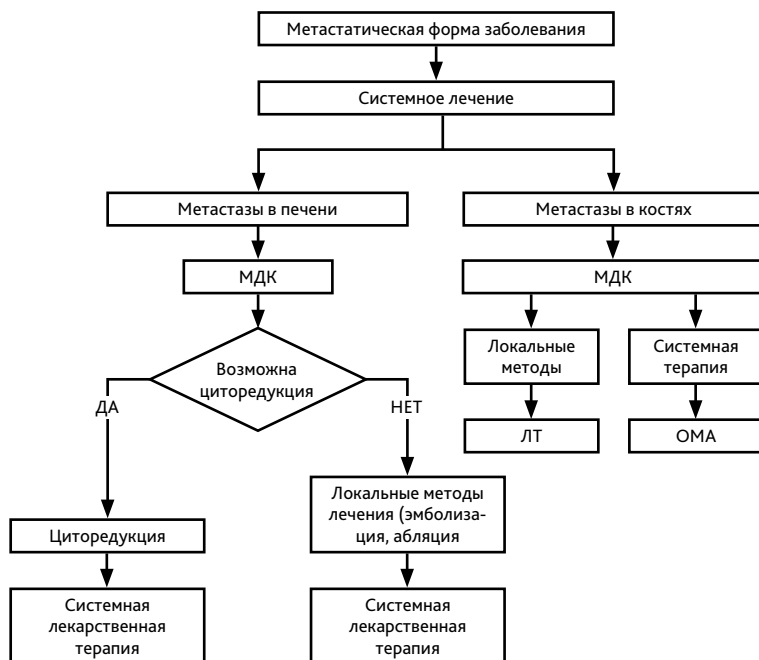 Метастатическая форма заболевания
Системное лечение
Метастазы в печени
Метастазы в костях
МДК
МДК
Возможна
циторедукция
Локальные
методы
Системная
терапия
ДА
НЕТ
ЛТ
ОМА
Циторедукция
Локальные методы
лечения (эмболиза-
ция, абляция
Системная
лекарственная
терапия
Системная
лекарственная
терапия